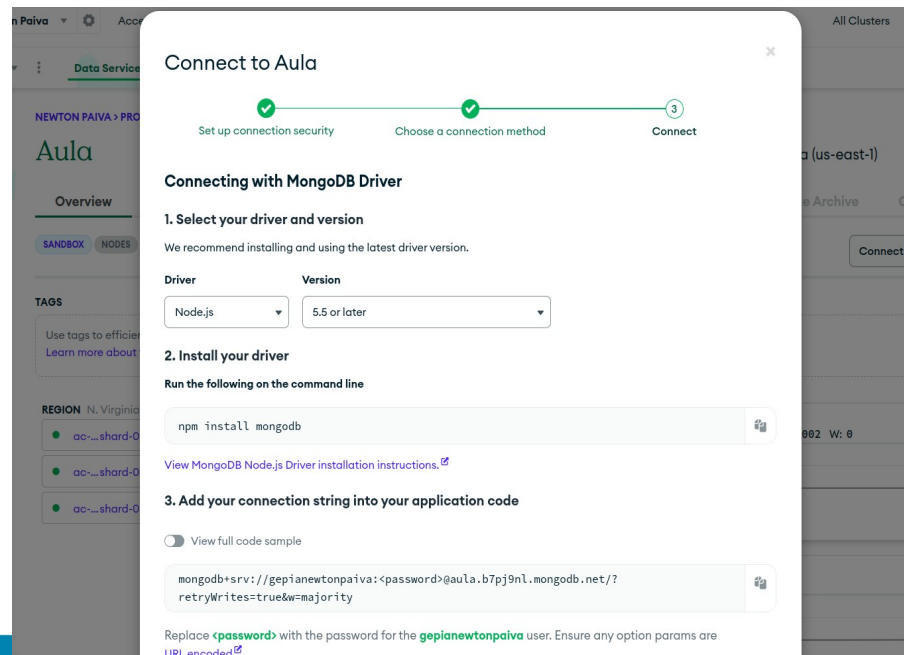 n Paiva
Acce
All Clusters
Data Service
NEWTON PAIVA > PRO
Aula
a (us-east-1)
Overview
e Archive
SANDBOX NODES
Connect
TAGS
Use tags to efficien
Learn more about
REGION N. Virginia
ac-...shard-0
ac-...shard-0
ac-...shard-0
002 W: 0
Connect to Aula
×
3
Set up connection security
Choose a connection method
Connect
Connecting with MongoDB Driver
1. Select your driver and version
We recommend installing and using the latest driver version.
Driver Version
Node.js 5.5 or later
2. Install your driver
Run the following on the command line
npm install mongodb
View MongoDB Node.js Driver installation instructions.
3. Add your connection string into your application code
View full code sample
mongodb+srv://gepianewtonpaiva:<password>@aula.b7pj9nl.mongodb.net/?
retryWrites=true&w=majority
Replace <password> with the password for the gepianewtonpaiva user. Ensure any option params are
URL encoded